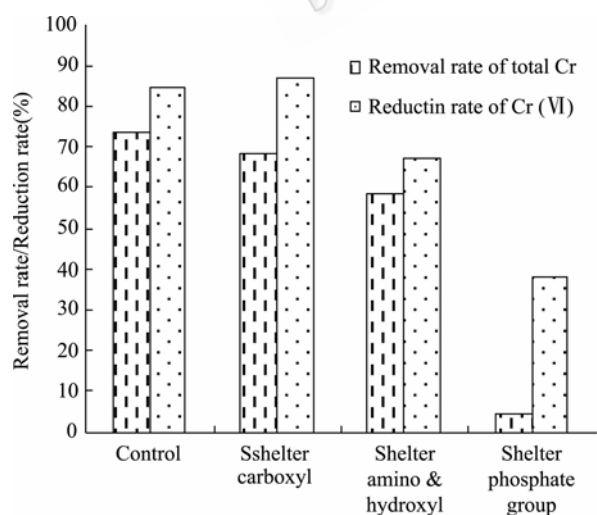 100
90
80
70
60
50
40
30
20
10
0
Removal rate/Reduction rate(%)
Removal rate of total Cr
Reductin rate of Cr (Ⅵ)
Control
Sshelter
carboxyl
Shelter
amino &
hydroxyl
Shelter
phosphate
group